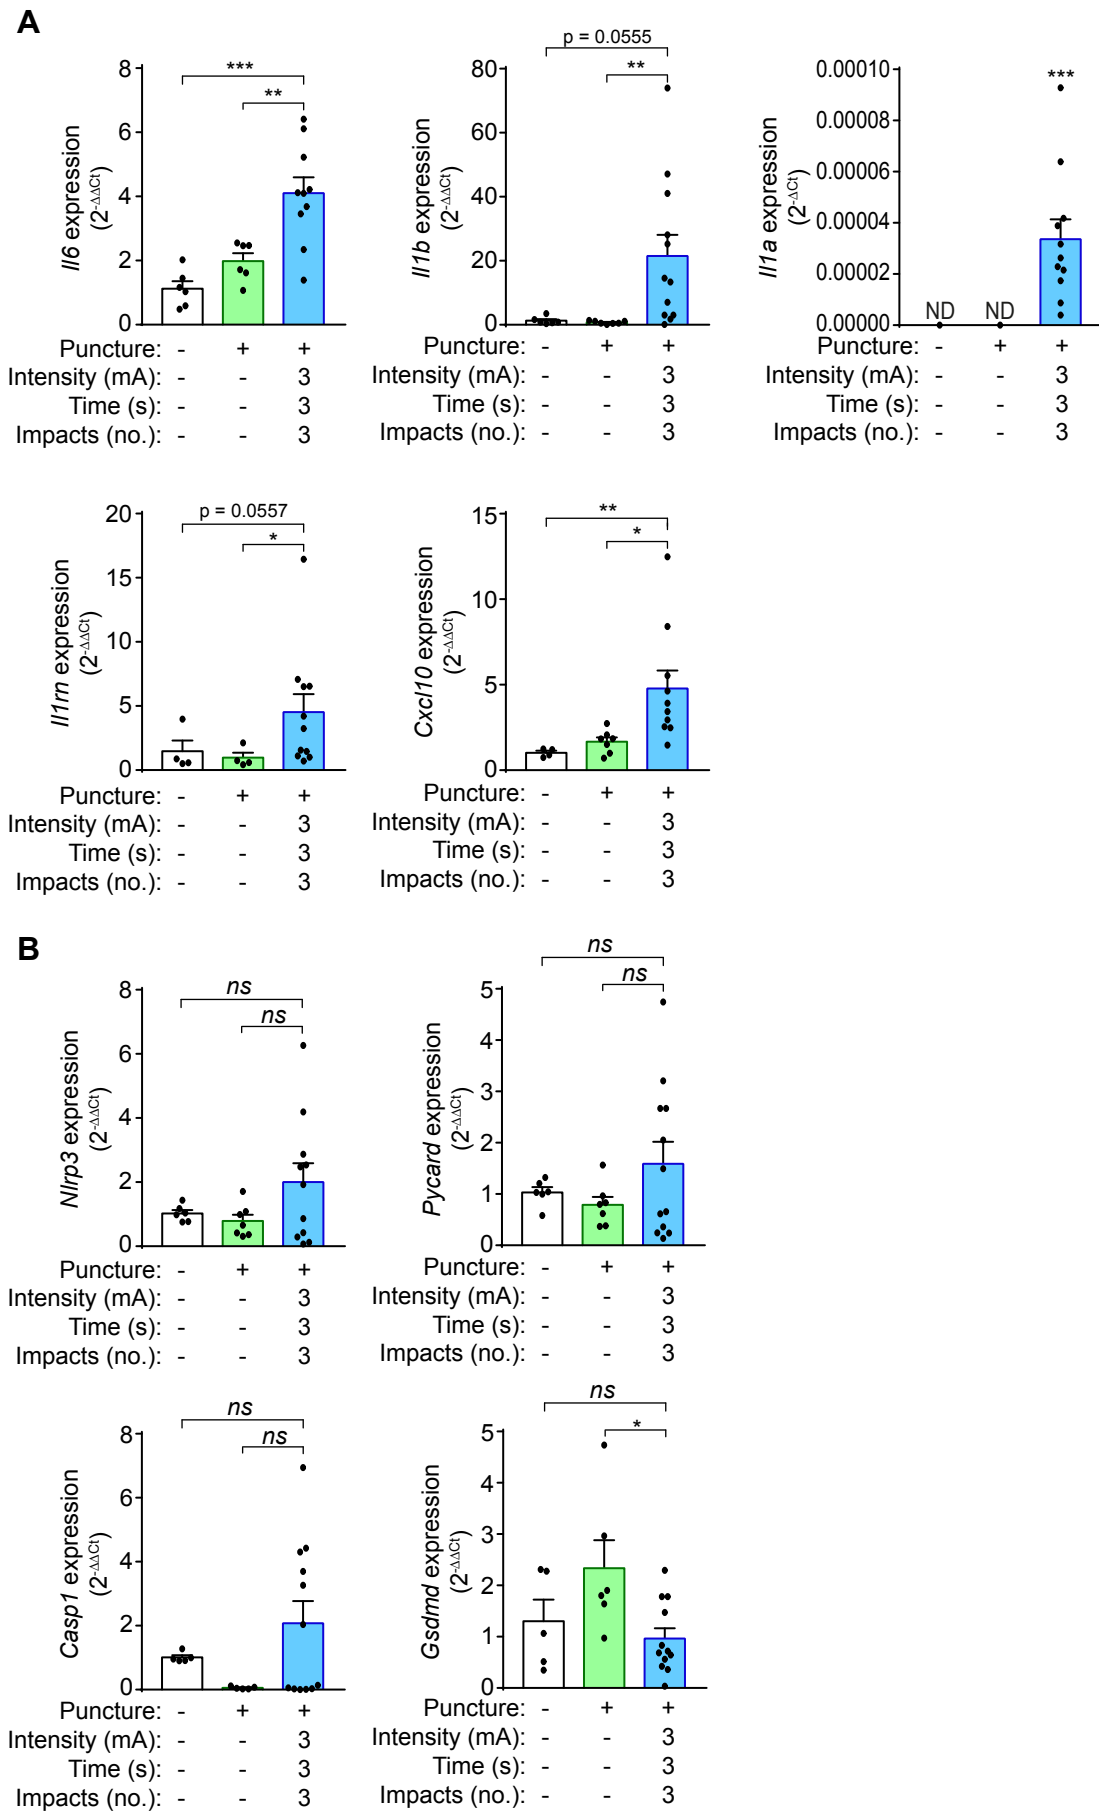 A
Il6 expression
(2-ΔΔCt)
8
6
4
2
0
***
**
Puncture: - + +
Intensity (mA): - - 3
Time (s): - - 3
Impacts (no.): - - 3
Il1b expression
(2-ΔΔCt)
80
60
40
20
0
p = 0.0555
**
Puncture: - + +
Intensity (mA): - - 3
Time (s): - - 3
Impacts (no.): - - 3
Il1a expression
(2-ΔCt)
0.00010
0.00008
0.00006
0.00004
0.00002
0.00000
***
ND ND
Puncture: - + +
Intensity (mA): - - 3
Time (s): - - 3
Impacts (no.): - - 3
Il1rn expression
(2-ΔΔCt)
20
15
10
5
0
p = 0.0557
*
Puncture: - + +
Intensity (mA): - - 3
Time (s): - - 3
Impacts (no.): - - 3
Cxcl10 expression
(2-ΔΔCt)
15
10
5
0
**
*
Puncture: - + +
Intensity (mA): - - 3
Time (s): - - 3
Impacts (no.): - - 3
B
Nlrp3 expression
(2-ΔΔCt)
8
6
4
2
0
ns
ns
Puncture: - + +
Intensity (mA): - - 3
Time (s): - - 3
Impacts (no.): - - 3
Pycard expression
(2-ΔΔCt)
5
4
3
2
1
0
ns
ns
Puncture: - + +
Intensity (mA): - - 3
Time (s): - - 3
Impacts (no.): - - 3
Casp1 expression
(2-ΔΔCt)
8
6
4
2
0
ns
ns
Puncture: - + +
Intensity (mA): - - 3
Time (s): - - 3
Impacts (no.): - - 3
Gsdmd expression
(2-ΔΔCt)
5
4
3
2
1
0
ns
*
Puncture: - + +
Intensity (mA): - - 3
Time (s): - - 3
Impacts (no.): - - 3